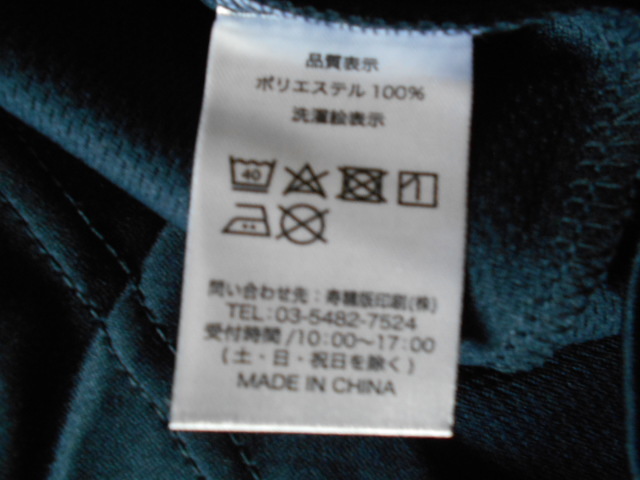 品質表示
ポリエステル 100%
洗濯絵表示
40
問い合わせ先：寿精版印刷(株)
TEL：03-5482-7524
受付時間/10:00～17:00
(土・日・祝日を除く)
MADE IN CHINA